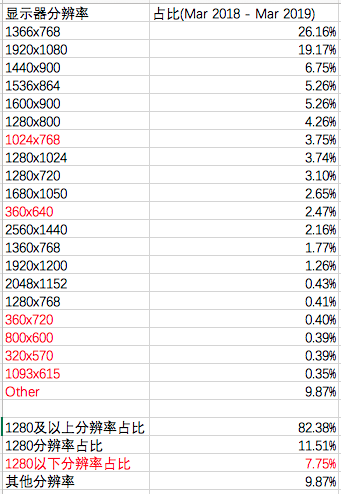 显示器分辨率 占比(Mar 2018 - Mar 2019)
1366x768 26.16%
1920x1080 19.17%
1440x900 6.75%
1536x864 5.26%
1600x900 5.26%
1280x800 4.26%
1024x768 3.75%
1280x1024 3.74%
1280x720 3.10%
1680x1050 2.65%
360x640 2.47%
2560x1440 2.16%
1360x768 1.77%
1920x1200 1.26%
2048x1152 0.43%
1280x768 0.41%
360x720 0.40%
800x600 0.39%
320x570 0.39%
1093x615 0.35%
Other 9.87%
1280及以上分辨率占比 82.38%
1280分辨率占比 11.51%
1280以下分辨率占比 7.75%
其他分辨率 9.87%